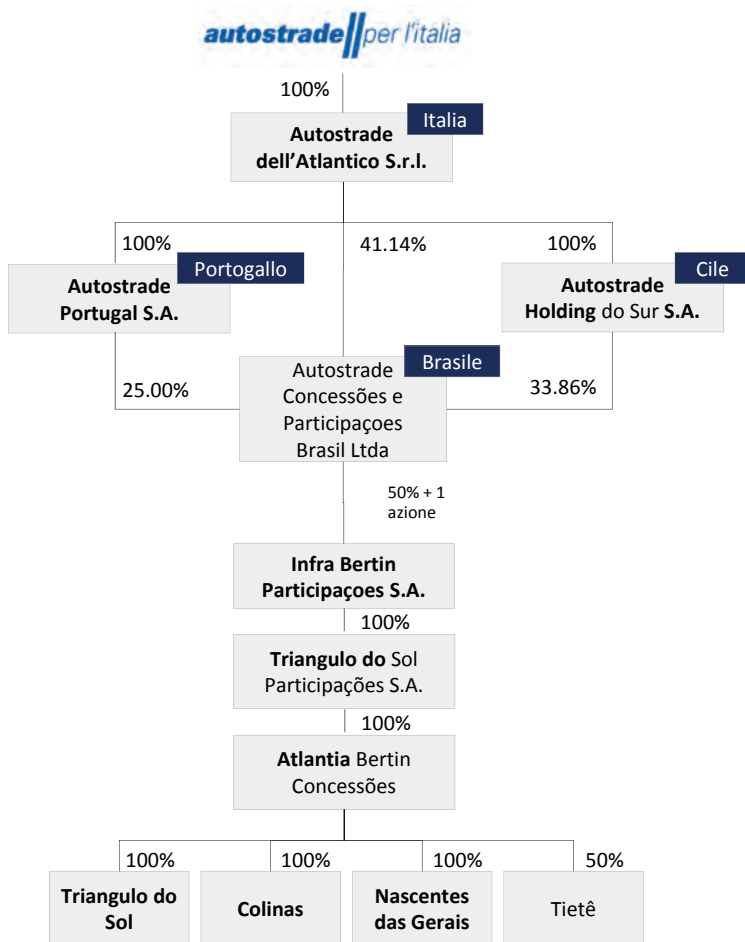 autostrade//per l'italia
100%
Italia
Autostrade
dell'Atlantico S.r.l.
100%
41.14%
100%
Portogallo
Cile
Autostrade
Portugal S.A.
Autostrade
Holding do Sur S.A.
25.00%
Brasile
33.86%
Autostrade
Concessões e
Participaçoes
Brasil Ltda
50% + 1
azione
Infra Bertin
Participaçoes S.A.
100%
Triangulo do Sol
Participações S.A.
100%
Atlantia Bertin
Concessões
100%
100%
100%
50%
Triangulo do
Sol
Colinas
Nascentes
das Gerais
Tietê